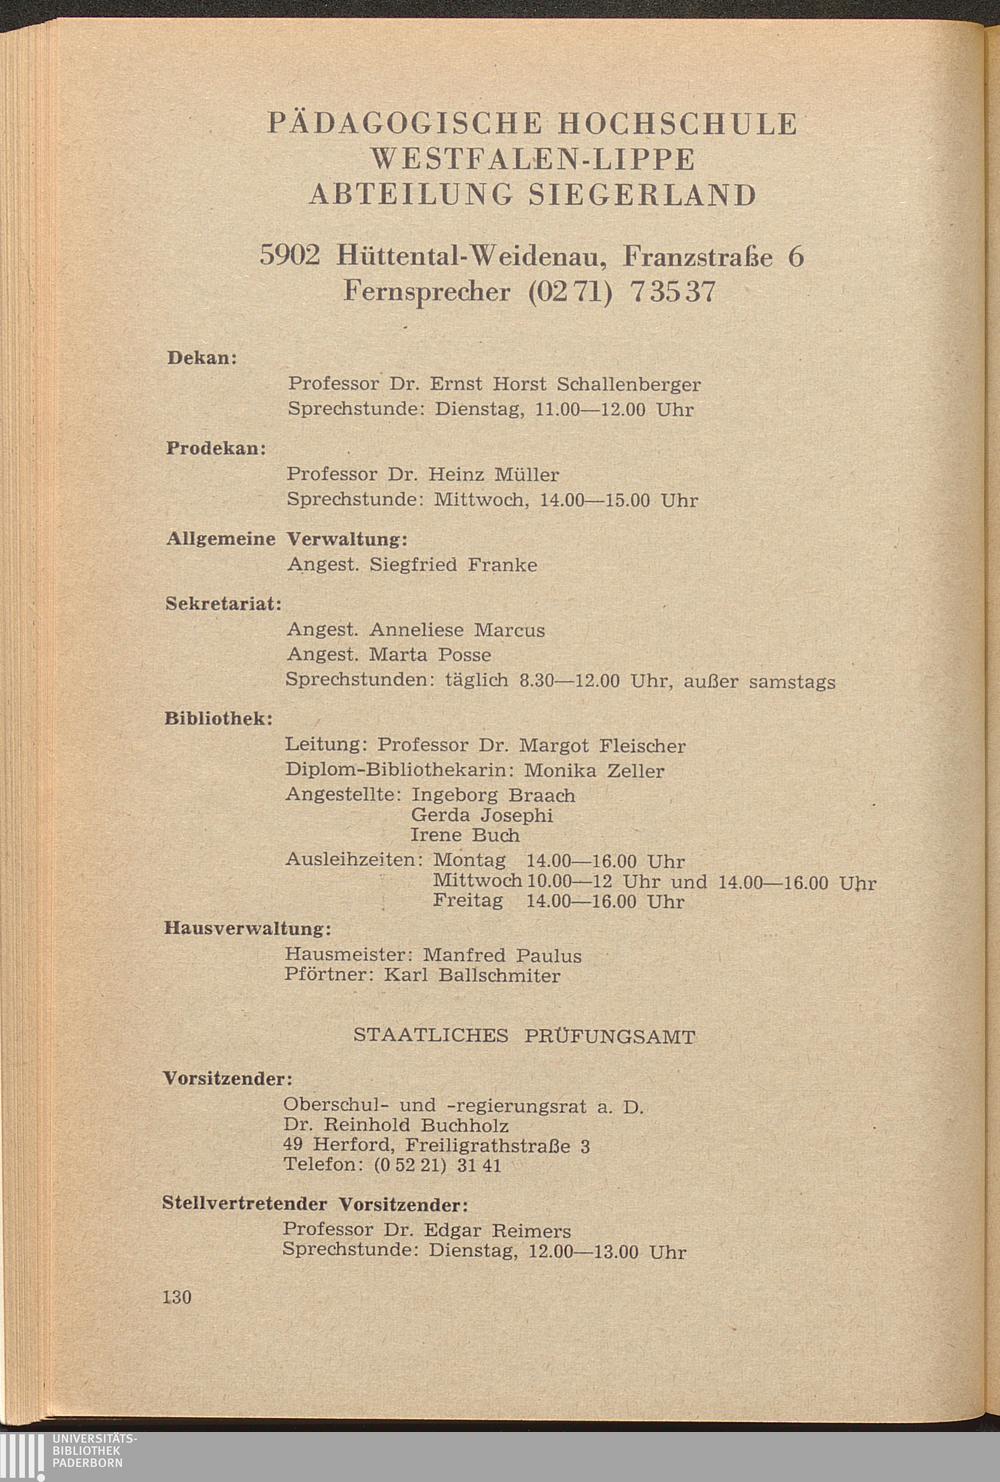 PÄDAGOGISCHE HOCHSCHULE
WESTFALEN-LIPPE
ABTEILUNG SIEGERLAND
5902 Hüttental-Weidenau, Franzstraße 6
Fernsprecher (02 71) 7 35 37
Dekan:
Professor Dr. Ernst Horst Schallenberger
Sprechstunde: Dienstag, 11.00—12.00 Uhr
Prodekan:
Professor Dr. Heinz Müller
Sprechstunde: Mittwoch, 14.00—15.00 Uhr
Allgemeine Verwaltung:
Angest. Siegfried Franke
Sekretariat:
Angest. Anneliese Marcus
Angest. Marta Posse
Sprechstunden: täglich 8.30—12.00 Uhr, außer samstags
Bibliothek:
Leitung: Professor Dr. Margot Fleischer
Diplom-Bibliothekarin: Monika Zeller
Angestellte: Ingeborg Braach
Gerda Josephi
Irene Buch
Ausleihzeiten: Montag 14.00—16.00 Uhr
Mittwoch 10.00—12 Uhr und 14.00—16.00 Uhr
Freitag 14.00—16.00 Uhr
Hausverwaltung:
Hausmeister: Manfred Paulus
Pförtner: Karl Ballschmiter
STAATLICHES PRÜFUNGSAMT
Vorsitzender:
Oberschul- und -regierungsrat a. D.
Dr. Reinhold Buchholz
49 Herford, Freiligrathstraße 3
Telefon: (0 52 21) 31 41
Stellvertretender Vorsitzender:
Professor Dr. Edgar Reimers
Sprechstunde: Dienstag, 12.00—13.00 Uhr
130
UNIVERSITÄTS-
BIBLIOTHEK
PADERBORN